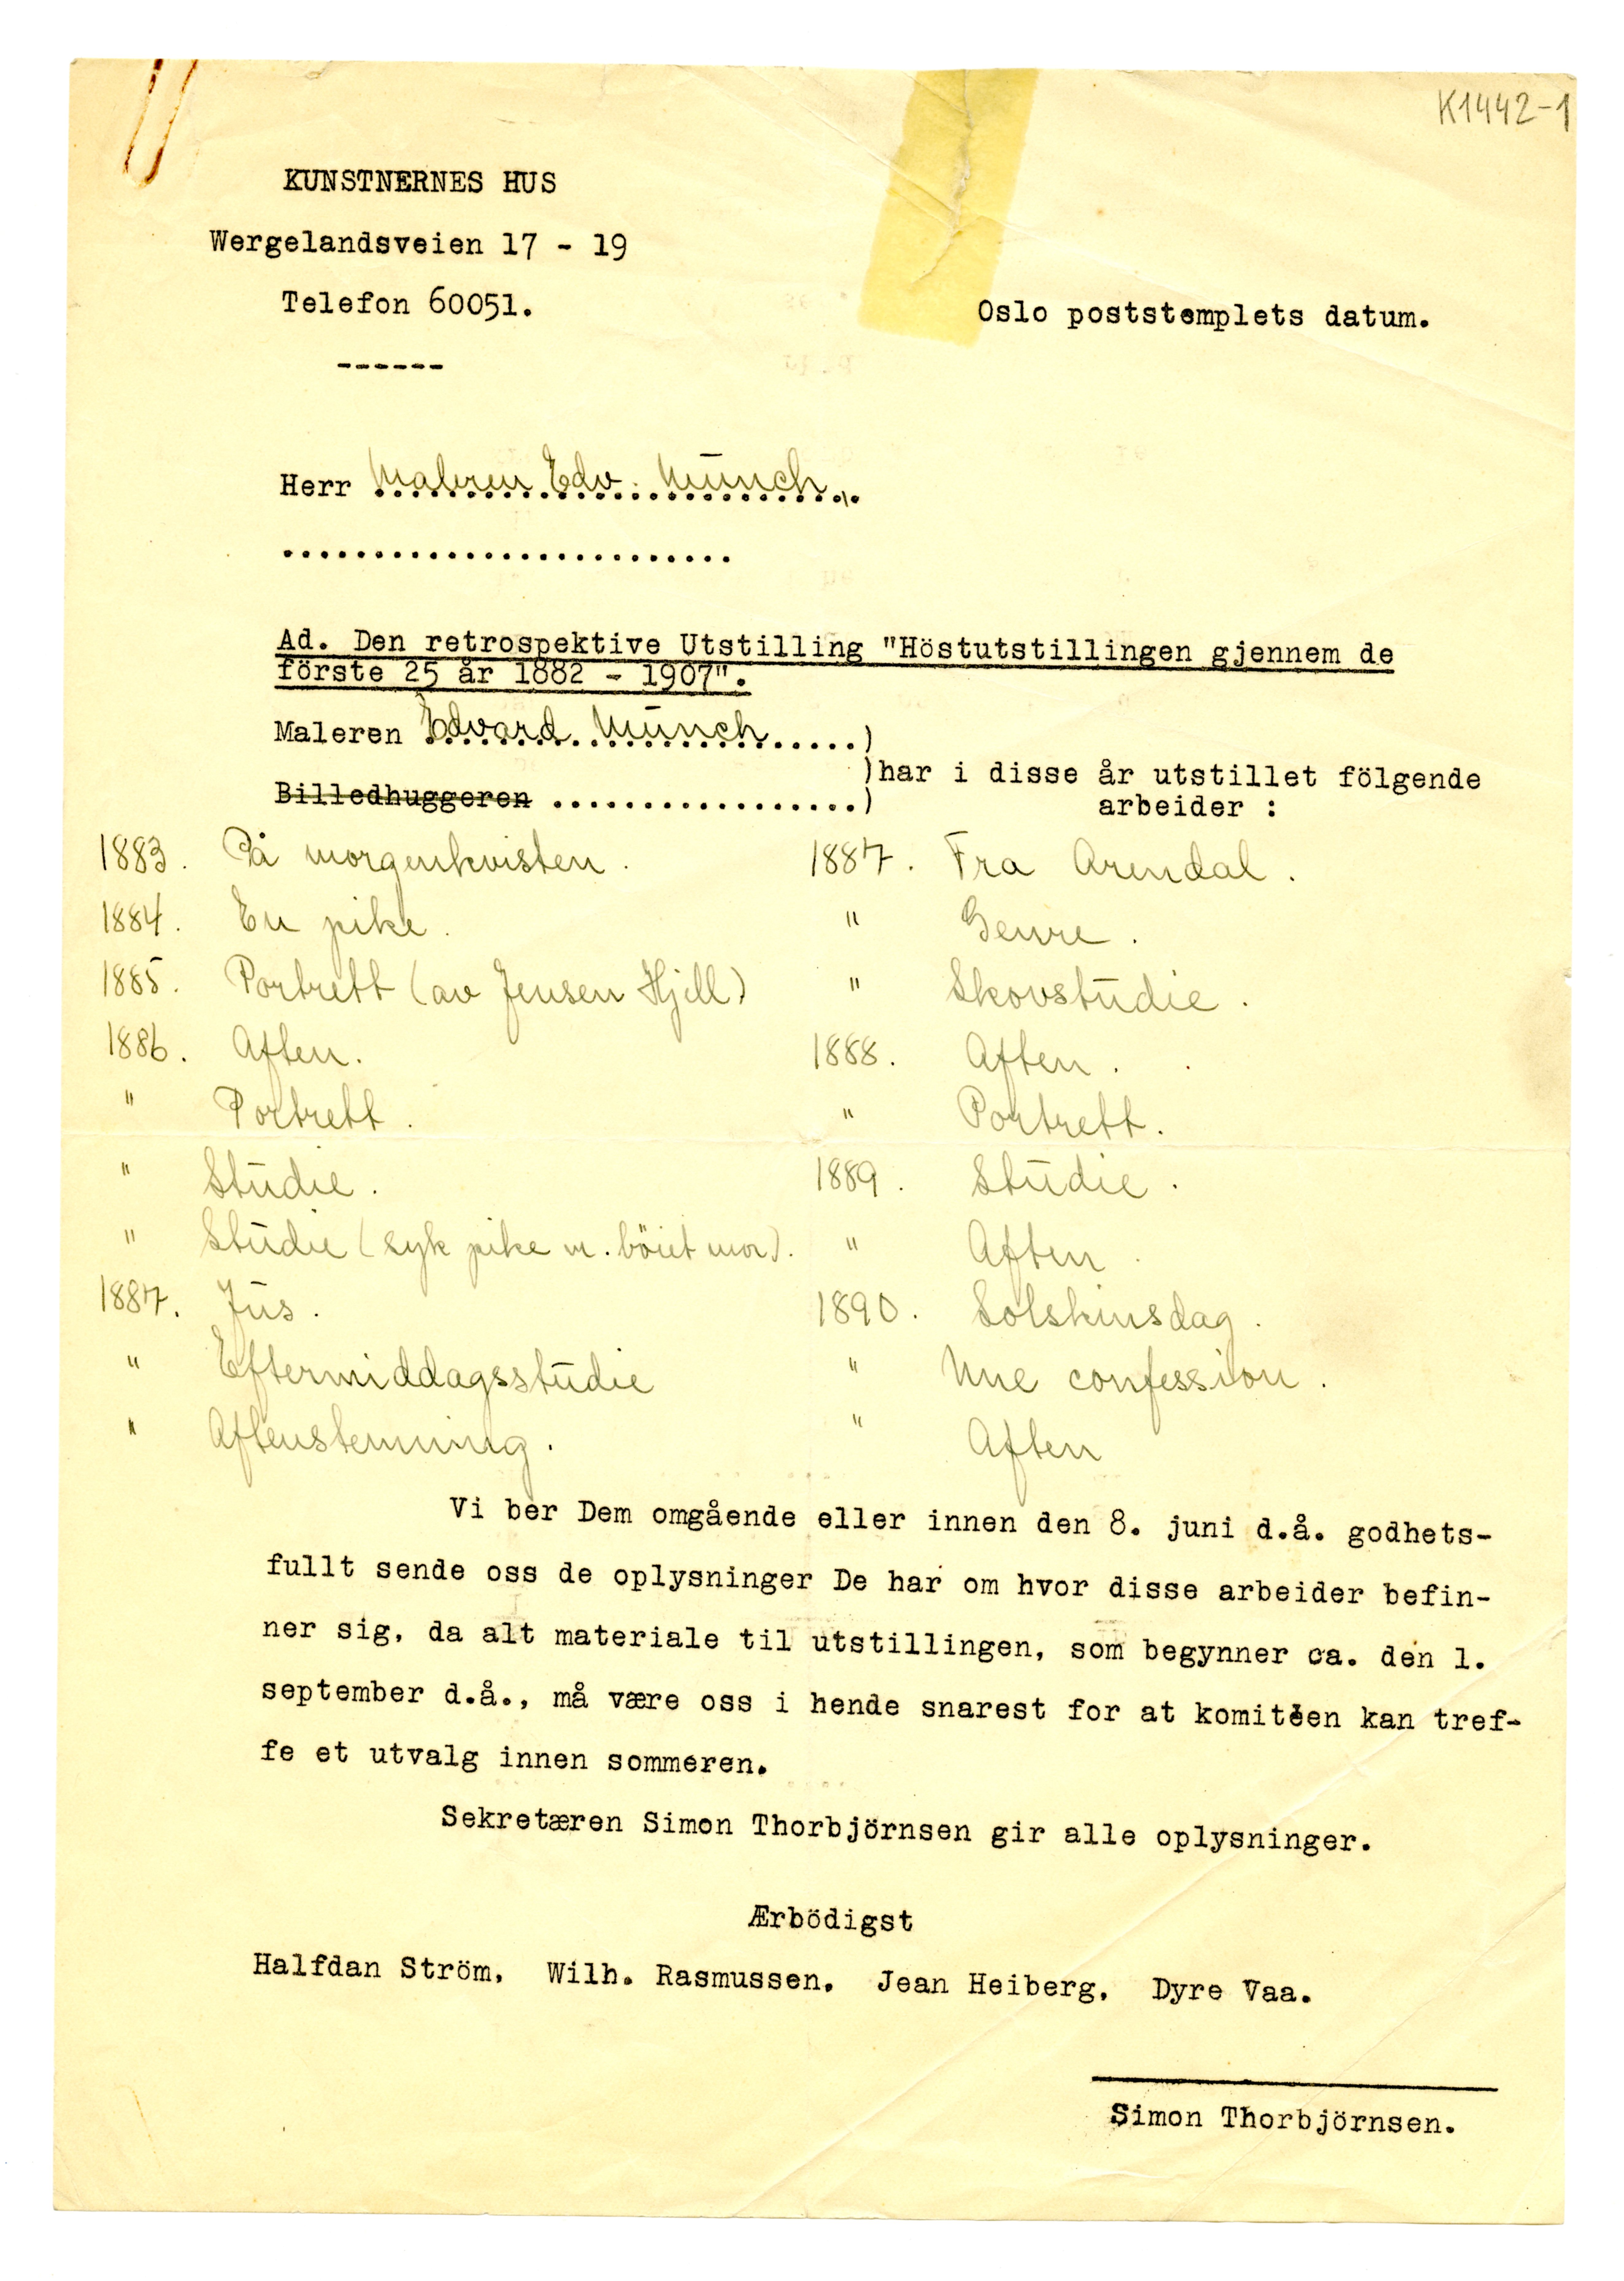 K1442-1
KUNSTNERNES HUS
Wergelandsveien 17 - 19
Telefon 60051.
------
Oslo poststemplets datum.
Herr Maleren Edv. Munch,
Ad. Den retrospektive Utstilling "Höstutstillingen gjennem de
förste 25 år 1882 - 1907".
Maleren Edvard Munch )
)har i disse år utstillet fölgende
Billedhuggeren ..................)
arbeider :
1883. På morgenkvisten.
1884. En pike.
1885. Portrett (av Jensen Hjell)
1886. Aften.
" Portrett.
" Studie.
" Studie (syk pike m. böiet mor).
1887. Jus.
" Eftermiddagsstudie
" Aftenstemning.
1887. Fra Arendal.
" Genre.
" Skovstudie.
1888. Aften.
" Portrett.
1889. Studie.
" Aften.
1890. Solskinsdag.
" Une confession.
" Aften
Vi ber Dem omgående eller innen den 8. juni d.å. godhets-
fullt sende oss de oplysninger De har om hvor disse arbeider befin-
ner sig, da alt materiale til utstillingen, som begynner ca. den 1.
september d.å., må være oss i hende snarest for at komitéen kan tref-
fe et utvalg innen sommeren.
Sekretæren Simon Thorbjörnsen gir alle oplysninger.
Ærbödigst
Halfdan Ström, Wilh. Rasmussen, Jean Heiberg, Dyre Vaa.
Simon Thorbjörnsen.